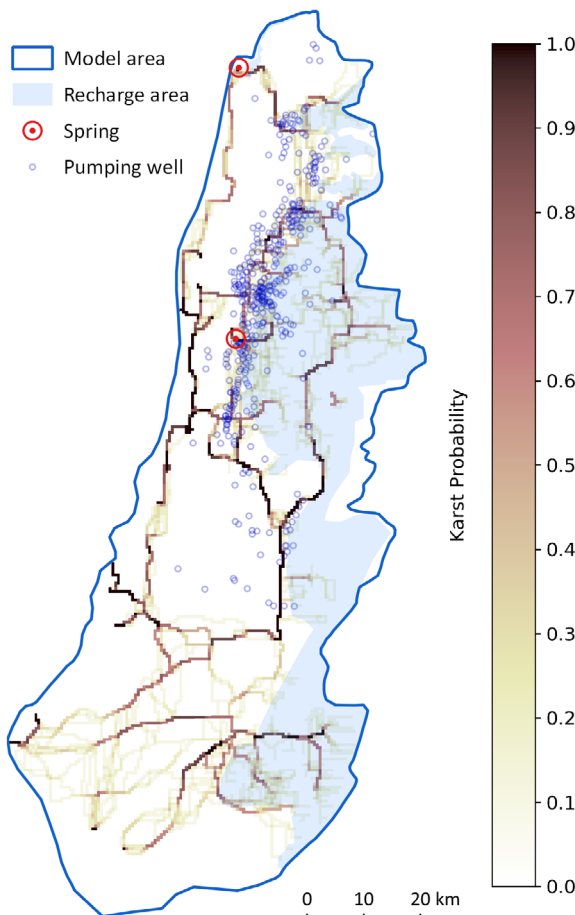 Model area
Recharge area
Spring
Pumping well
Karst Probability
1.0
0.9
0.8
0.7
0.6
0.5
0.4
0.3
0.2
0.1
0.0
0 10 20 km